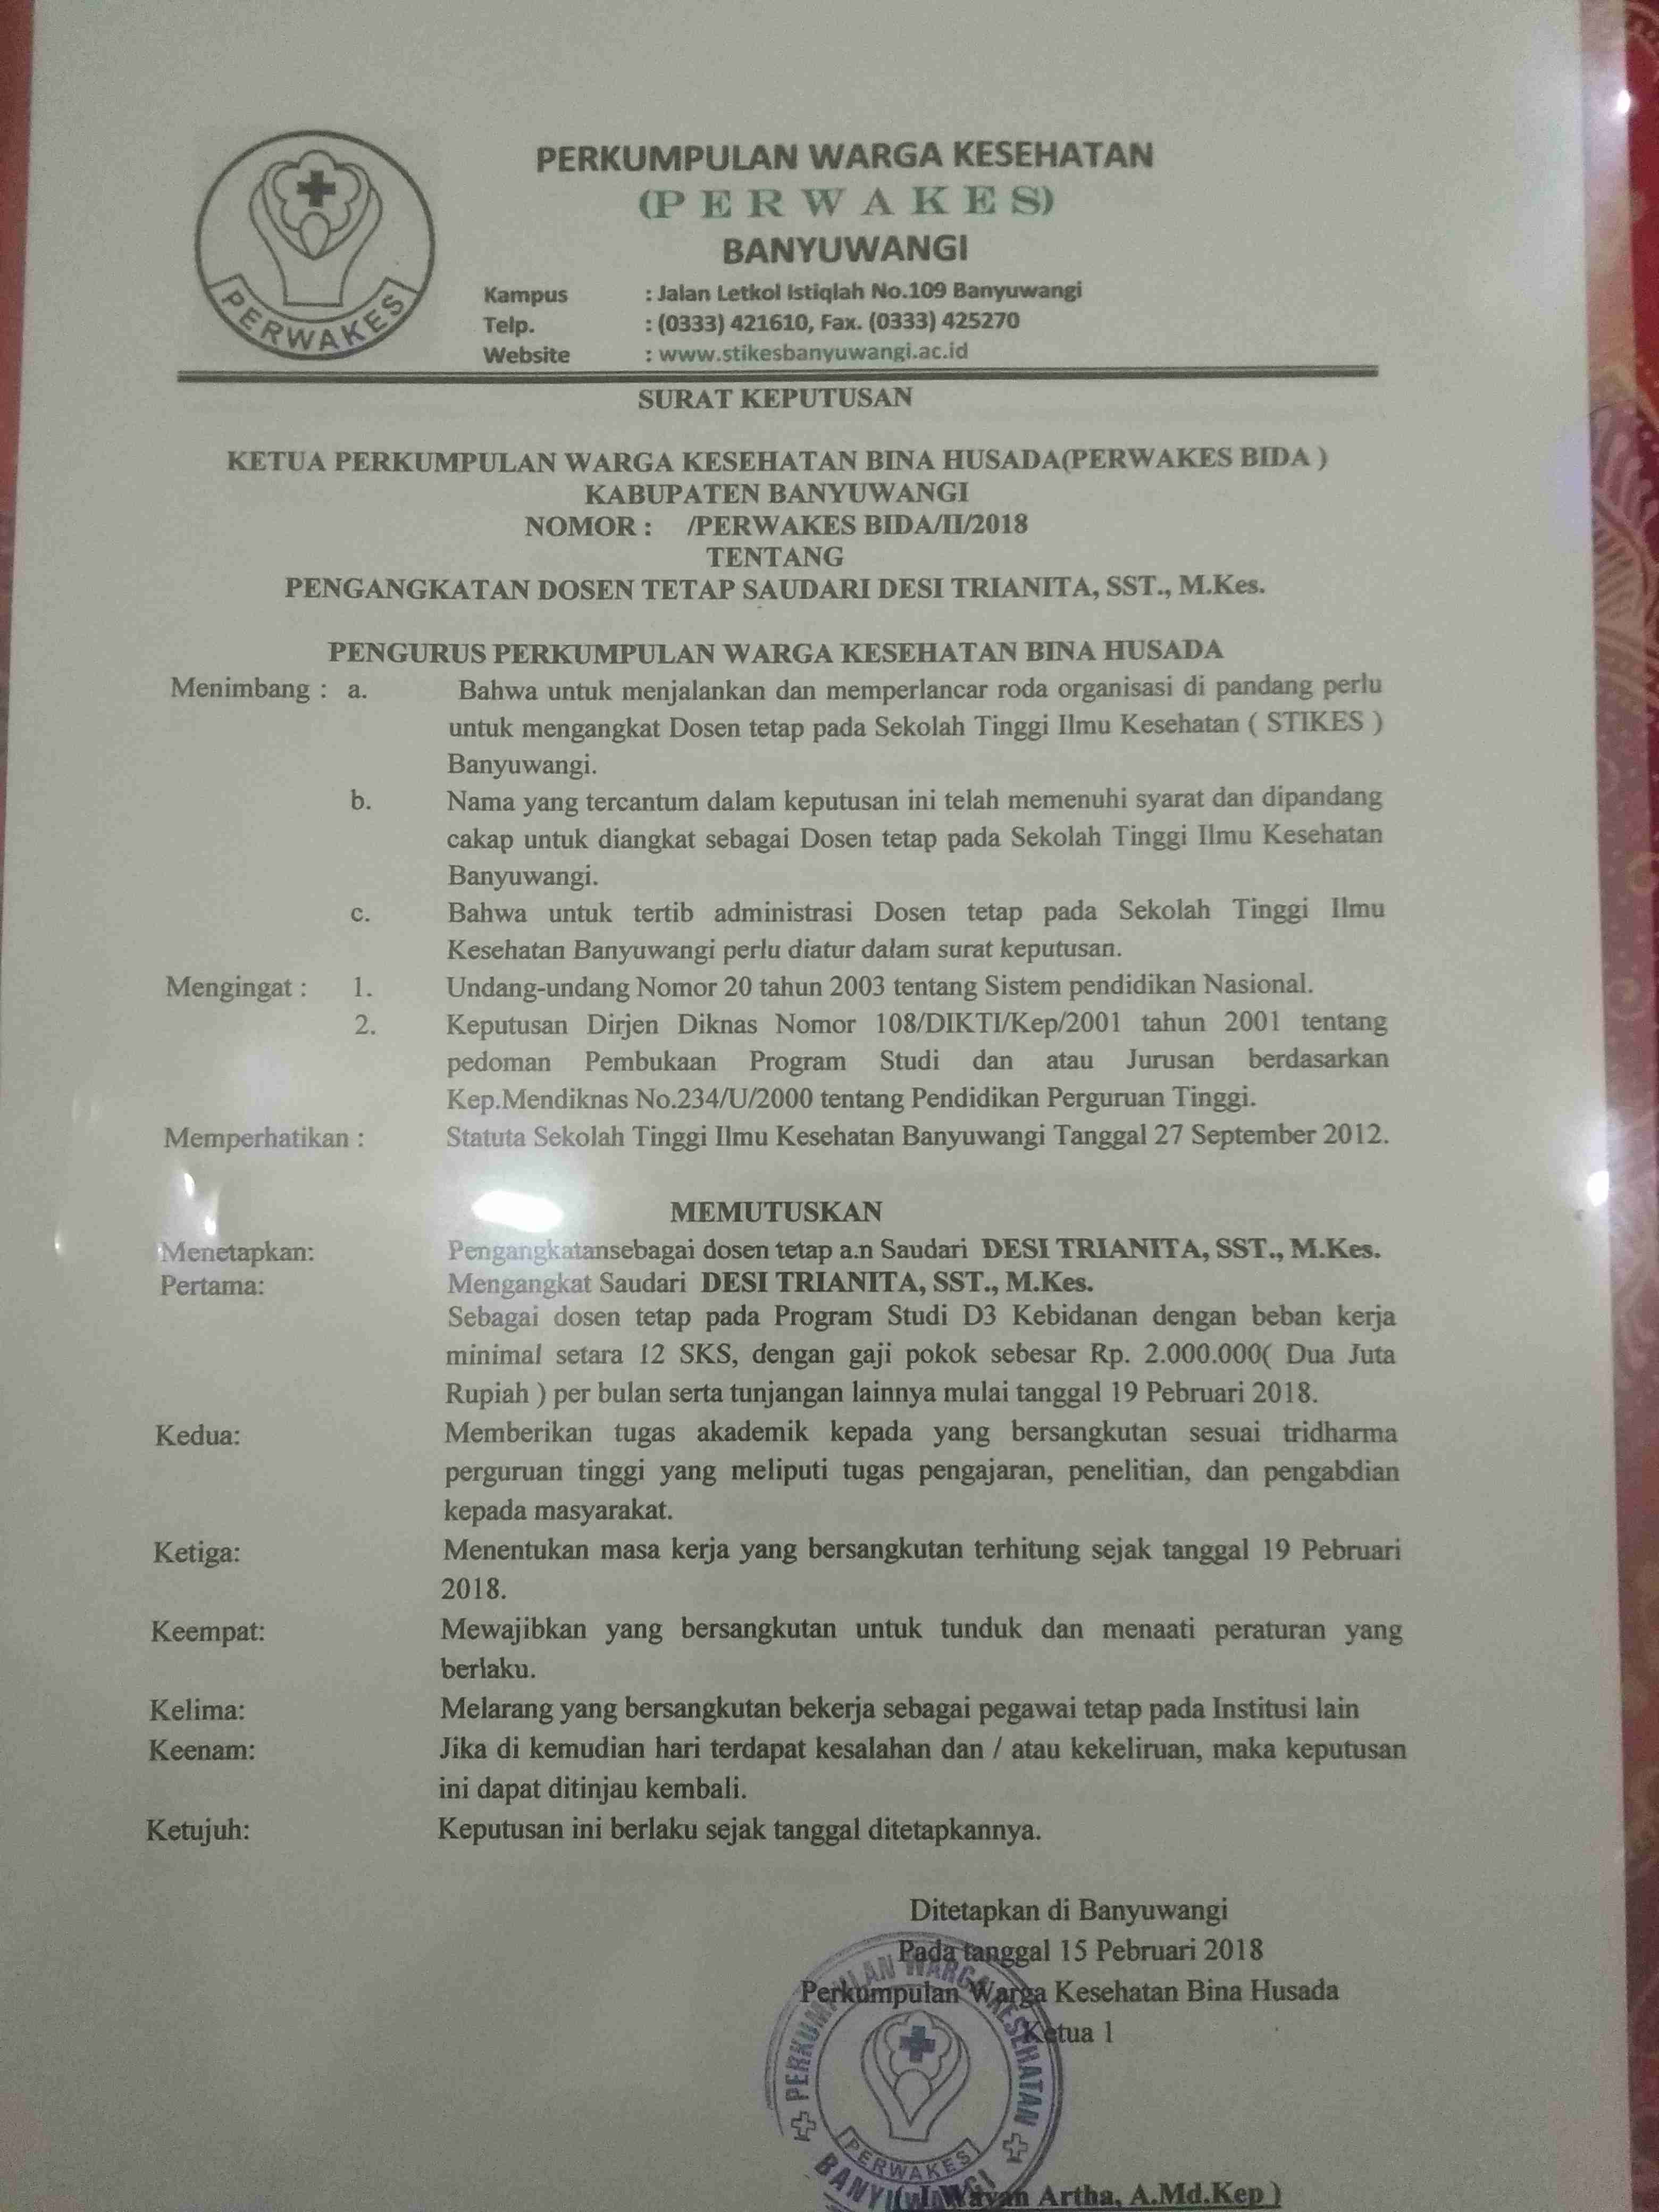 PERKUMPULAN WARGA KESEHATAN
(P E R W A K E S)
BANYUWANGI
Kampus : Jalan Letkol Istiqlah No.109 Banyuwangi
Telp. : (0333) 421610, Fax. (0333) 425270
Website : www.stikesbanyuwangi.ac.id
PERWAKES
SURAT KEPUTUSAN
KETUA PERKUMPULAN WARGA KESEHATAN BINA HUSADA(PERWAKES BIDA )
KABUPATEN BANYUWANGI
NOMOR : /PERWAKES BIDA/II/2018
TENTANG
PENGANGKATAN DOSEN TETAP SAUDARI DESI TRIANITA, SST., M.Kes.
PENGURUS PERKUMPULAN WARGA KESEHATAN BINA HUSADA
Menimbang : a. Bahwa untuk menjalankan dan memperlancar roda organisasi di pandang perlu
untuk mengangkat Dosen tetap pada Sekolah Tinggi Ilmu Kesehatan ( STIKES )
Banyuwangi.
b. Nama yang tercantum dalam keputusan ini telah memenuhi syarat dan dipandang
cakap untuk diangkat sebagai Dosen tetap pada Sekolah Tinggi Ilmu Kesehatan
Banyuwangi.
c. Bahwa untuk tertib administrasi Dosen tetap pada Sekolah Tinggi Ilmu
Kesehatan Banyuwangi perlu diatur dalam surat keputusan.
Mengingat : 1. Undang-undang Nomor 20 tahun 2003 tentang Sistem pendidikan Nasional.
2. Keputusan Dirjen Diknas Nomor 108/DIKTI/Kep/2001 tahun 2001 tentang
pedoman Pembukaan Program Studi dan atau Jurusan berdasarkan
Kep.Mendiknas No.234/U/2000 tentang Pendidikan Perguruan Tinggi.
Memperhatikan : Statuta Sekolah Tinggi Ilmu Kesehatan Banyuwangi Tanggal 27 September 2012.
MEMUTUSKAN
Menetapkan: Pengangkatansebagai dosen tetap a.n Saudari DESI TRIANITA, SST., M.Kes.
Pertama: Mengangkat Saudari DESI TRIANITA, SST., M.Kes.
Sebagai dosen tetap pada Program Studi D3 Kebidanan dengan beban kerja
minimal setara 12 SKS, dengan gaji pokok sebesar Rp. 2.000.000( Dua Juta
Rupiah ) per bulan serta tunjangan lainnya mulai tanggal 19 Pebruari 2018.
Kedua: Memberikan tugas akademik kepada yang bersangkutan sesuai tridharma
perguruan tinggi yang meliputi tugas pengajaran, penelitian, dan pengabdian
kepada masyarakat.
Ketiga: Menentukan masa kerja yang bersangkutan terhitung sejak tanggal 19 Pebruari
2018.
Keempat: Mewajibkan yang bersangkutan untuk tunduk dan menaati peraturan yang
berlaku.
Kelima: Melarang yang bersangkutan bekerja sebagai pegawai tetap pada Institusi lain
Keenam: Jika di kemudian hari terdapat kesalahan dan / atau kekeliruan, maka keputusan
ini dapat ditinjau kembali.
Ketujuh: Keputusan ini berlaku sejak tanggal ditetapkannya.
Ditetapkan di Banyuwangi
Pada tanggal 15 Pebruari 2018
Perkumpulan Warga Kesehatan Bina Husada
Ketua 1
PERKUMPULAN WARGA KESEHATAN
PERWAKES
BANYUWANGI
Wayan Artha, A.Md.Kep )